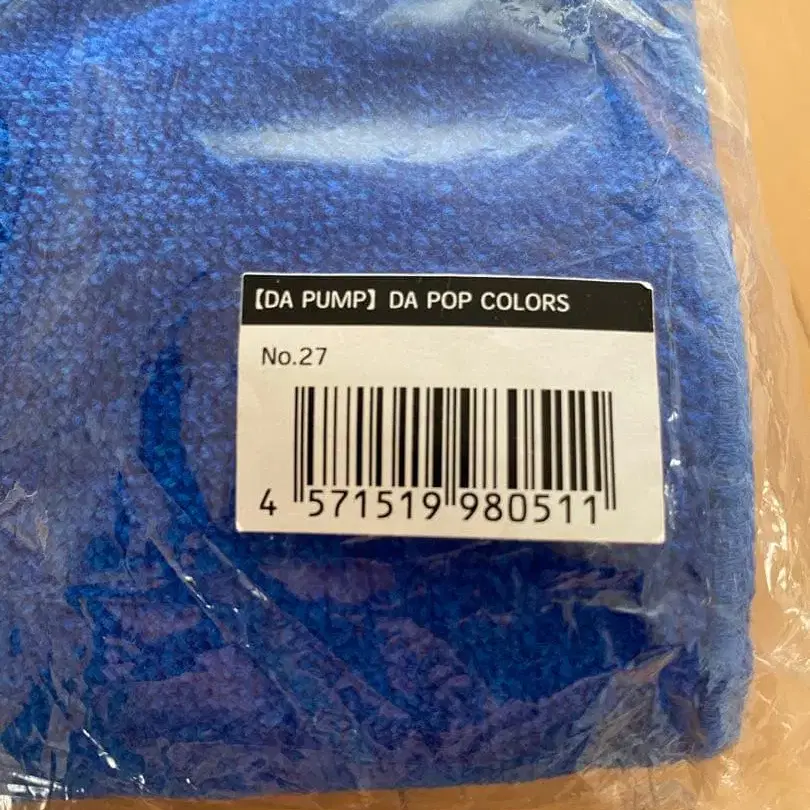 【DA PUMP】DA POP COLORS
No.27
4 571519 980511